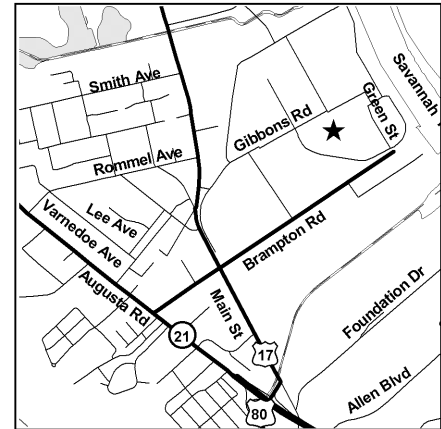 Smith Ave
Rommel Ave
Gibbons Rd
Green St
Savannah
Lee Ave
Varnedoe Ave
Augusta Rd
Brampton Rd
Main St
Foundation Dr
Allen Blvd
21
17
80